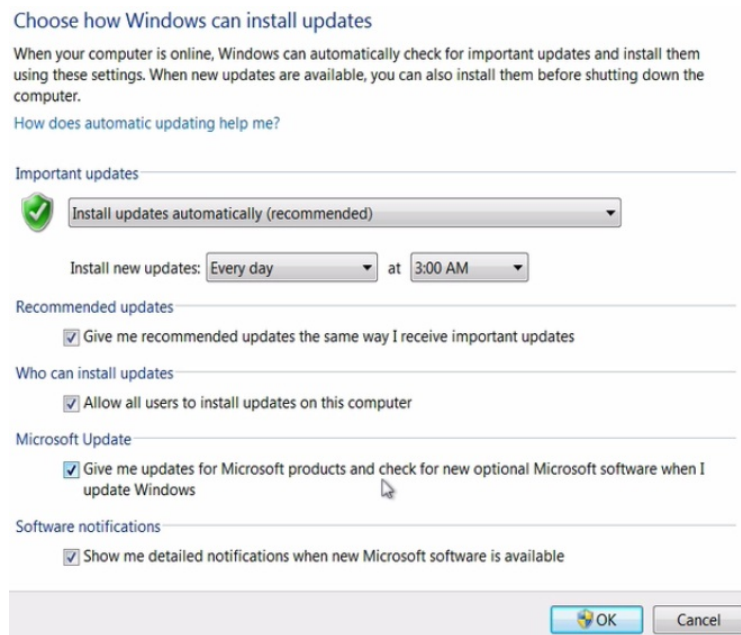 Choose how Windows can install updates
When your computer is online, Windows can automatically check for important updates and install them
using these settings. When new updates are available, you can also install them before shutting down the
computer.
How does automatic updating help me?
Important updates
Install updates automatically (recommended)
Install new updates: Every day at 3:00 AM
Recommended updates
Give me recommended updates the same way I receive important updates
Who can install updates
Allow all users to install updates on this computer
Microsoft Update
Give me updates for Microsoft products and check for new optional Microsoft software when I
update Windows
Software notifications
Show me detailed notifications when new Microsoft software is available
OK Cancel